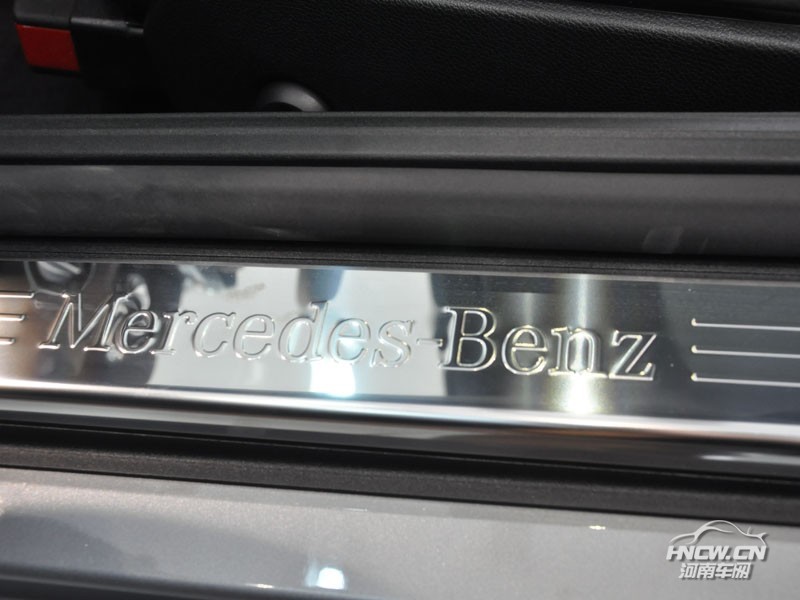 Mercedes-Benz
HNCW.CN
河南车网